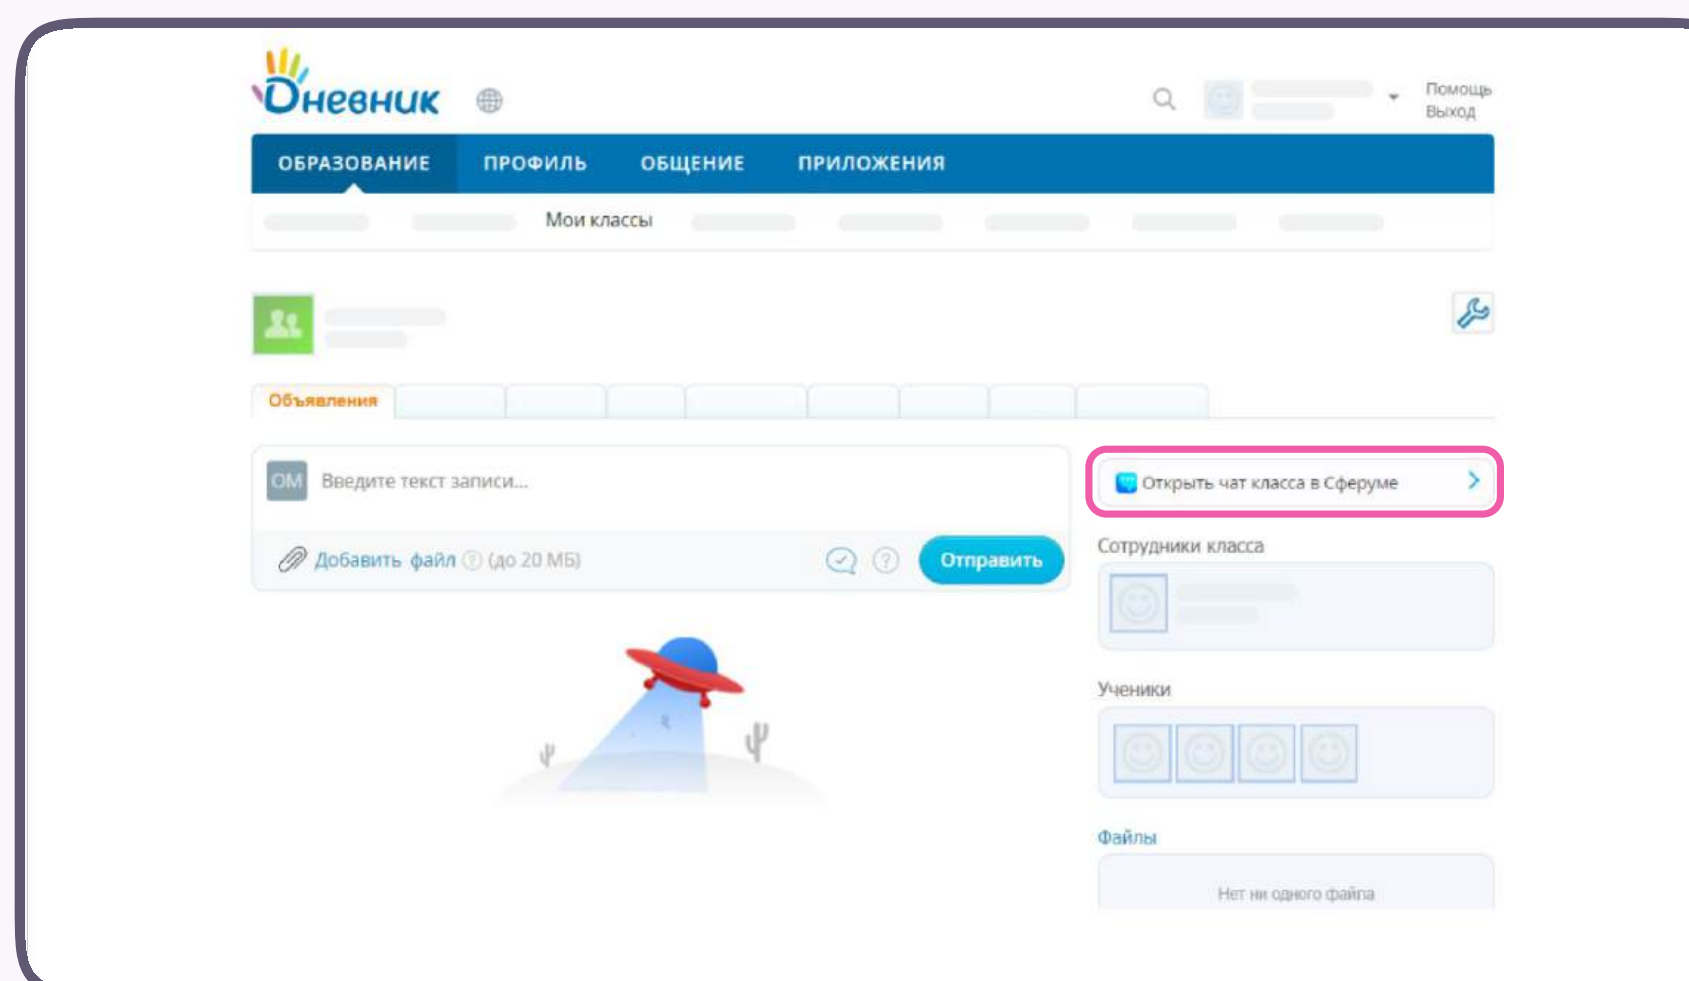 Дневник
Помощь
Выход
ОБРАЗОВАНИЕ ПРОФИЛЬ ОБЩЕНИЕ ПРИЛОЖЕНИЯ
Мои классы
Объявления
ОМ Введите текст записи...
Открыть чат класса в Сферуме
Добавить файл ? (до 20 МБ) ? Отправить
Сотрудники класса
Ученики
Файлы
Нет ни одного файла